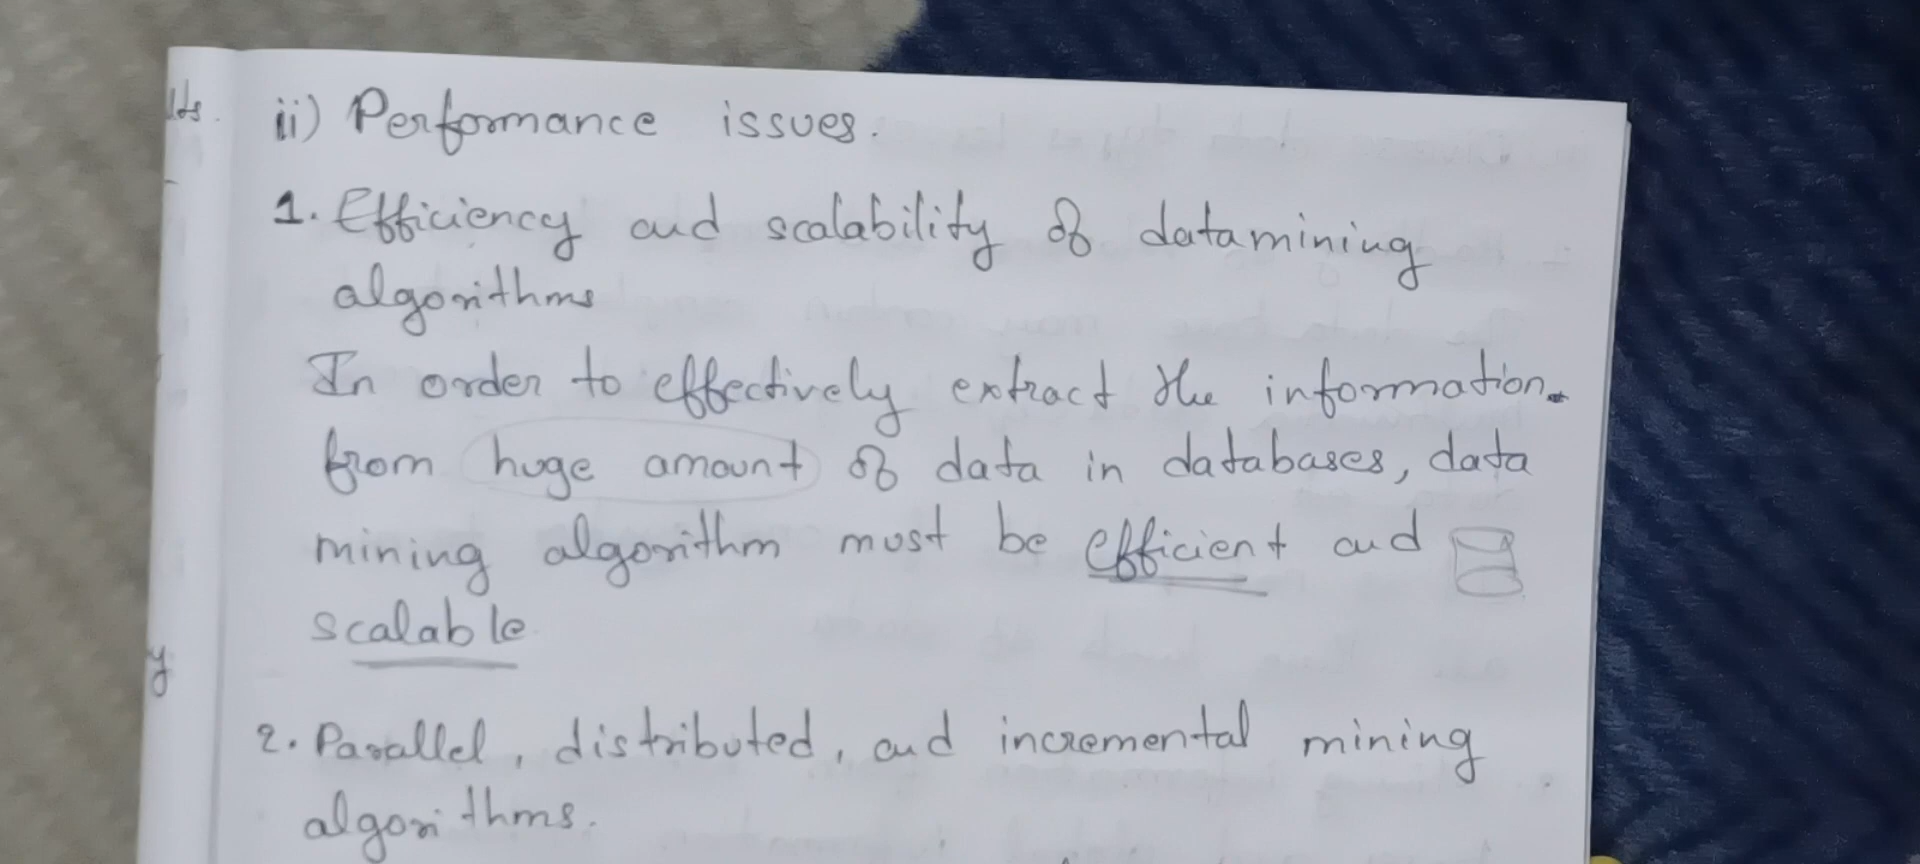 ii) Performance issues.
1. Efficiency and scalability of datamining
algorithms
In order to effectively extract the information
from huge amount of data in databases, data
mining algorithm must be efficient and
scalable
2. Parallel, distributed, and incremental mining
algorithms.
y